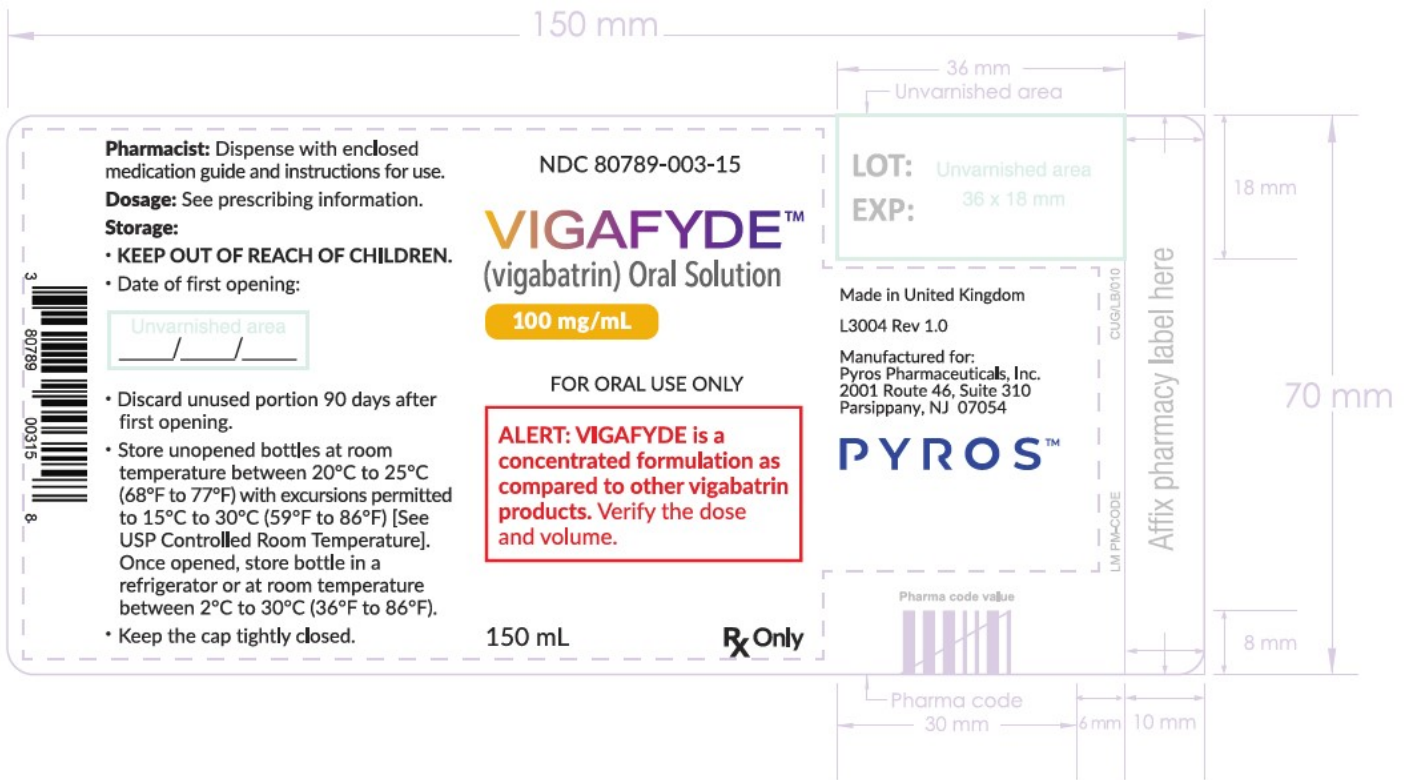 150 mm
36 mm
Unvarnished area
Pharmacist: Dispense with enclosed
medication guide and instructions for use.
Dosage: See prescribing information.
Storage:
• KEEP OUT OF REACH OF CHILDREN.
• Date of first opening:
Unvarnished area
____/____/____
• Discard unused portion 90 days after
first opening.
• Store unopened bottles at room
temperature between 20°C to 25°C
(68°F to 77°F) with excursions permitted
to 15°C to 30°C (59°F to 86°F) [See
USP Controlled Room Temperature].
Once opened, store bottle in a
refrigerator or at room temperature
between 2°C to 30°C (36°F to 86°F).
• Keep the cap tightly closed.
3 80789 00315 8
NDC 80789-003-15
VIGAFYDE™
(vigabatrin) Oral Solution
100 mg/mL
FOR ORAL USE ONLY
ALERT: VIGAFYDE is a
concentrated formulation as
compared to other vigabatrin
products. Verify the dose
and volume.
150 mL
Rx Only
LOT:
EXP:
Unvarnished area
36 x 18 mm
Made in United Kingdom
L3004 Rev 1.0
Manufactured for:
Pyros Pharmaceuticals, Inc.
2001 Route 46, Suite 310
Parsippany, NJ 07054
PYROS™
CUG/LB/010
LM PM-CODE
Affix pharmacy label here
Pharma code value
Pharma code
30 mm
6 mm
10 mm
18 mm
70 mm
8 mm